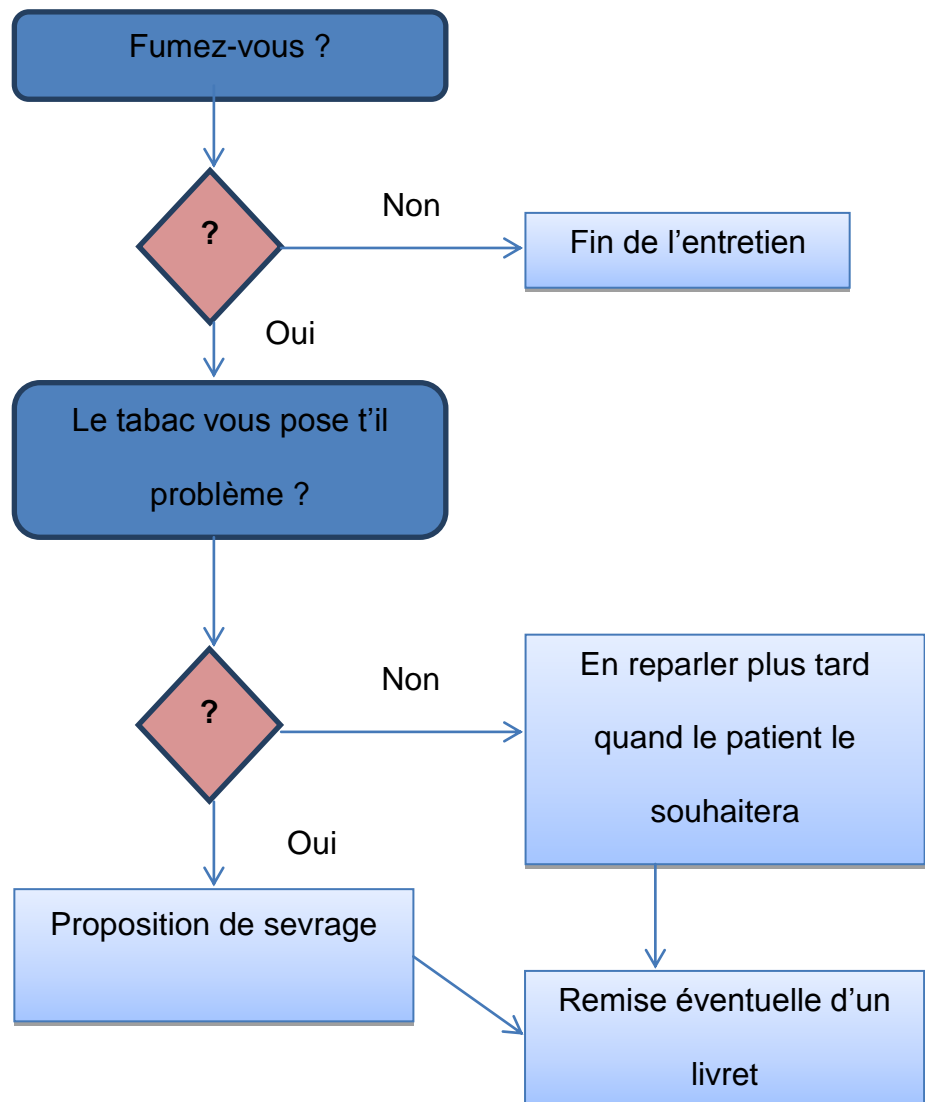 Fumez-vous ?
?
Non
Fin de l’entretien
Oui
Le tabac vous pose t’il
problème ?
?
Non
En reparler plus tard
quand le patient le
souhaitera
Oui
Proposition de sevrage
Remise éventuelle d’un
livret